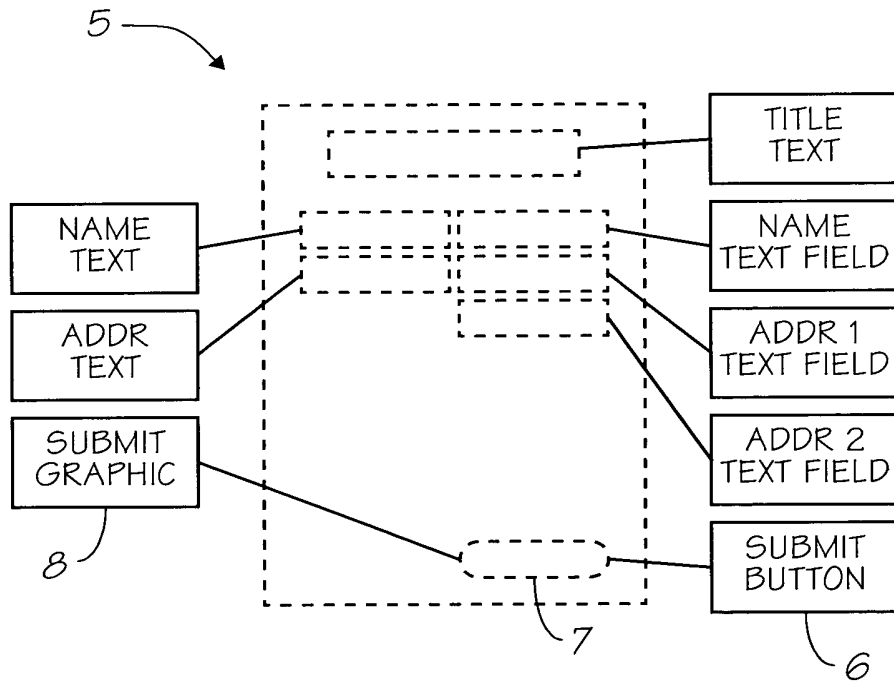 5
TITLE
TEXT
NAME
TEXT
NAME
TEXT FIELD
ADDR
TEXT
ADDR 1
TEXT FIELD
SUBMIT
GRAPHIC
ADDR 2
TEXT FIELD
SUBMIT
BUTTON
8
7
6